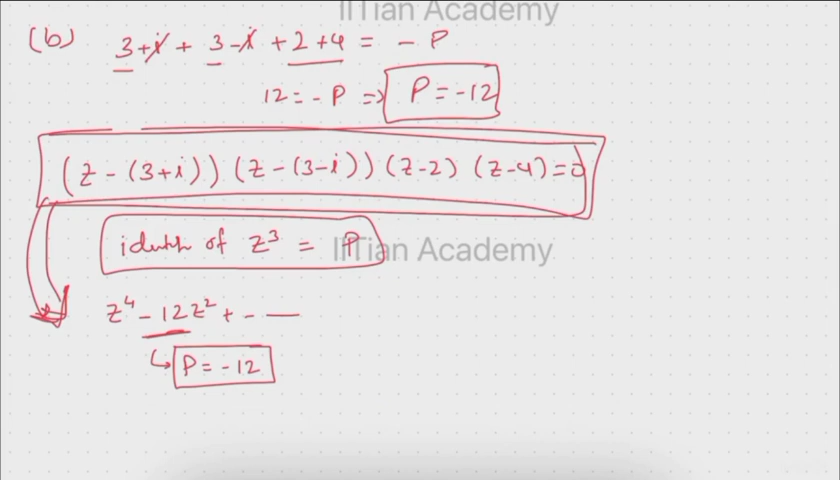 IITian Academy
(b) 3+i + 3-i + 2+4 = - P
12 = - P => P = -12
(z - (3+i)) (z - (3-i)) (z-2) (z-4) = 0
of z³ = P
IITian Academy
z⁴ - 12z² + - —
↳ P = -12